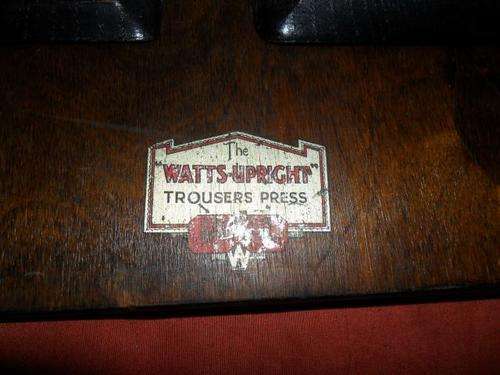 The
"WATTS-UPRIGHT"
TROUSERS PRESS
W